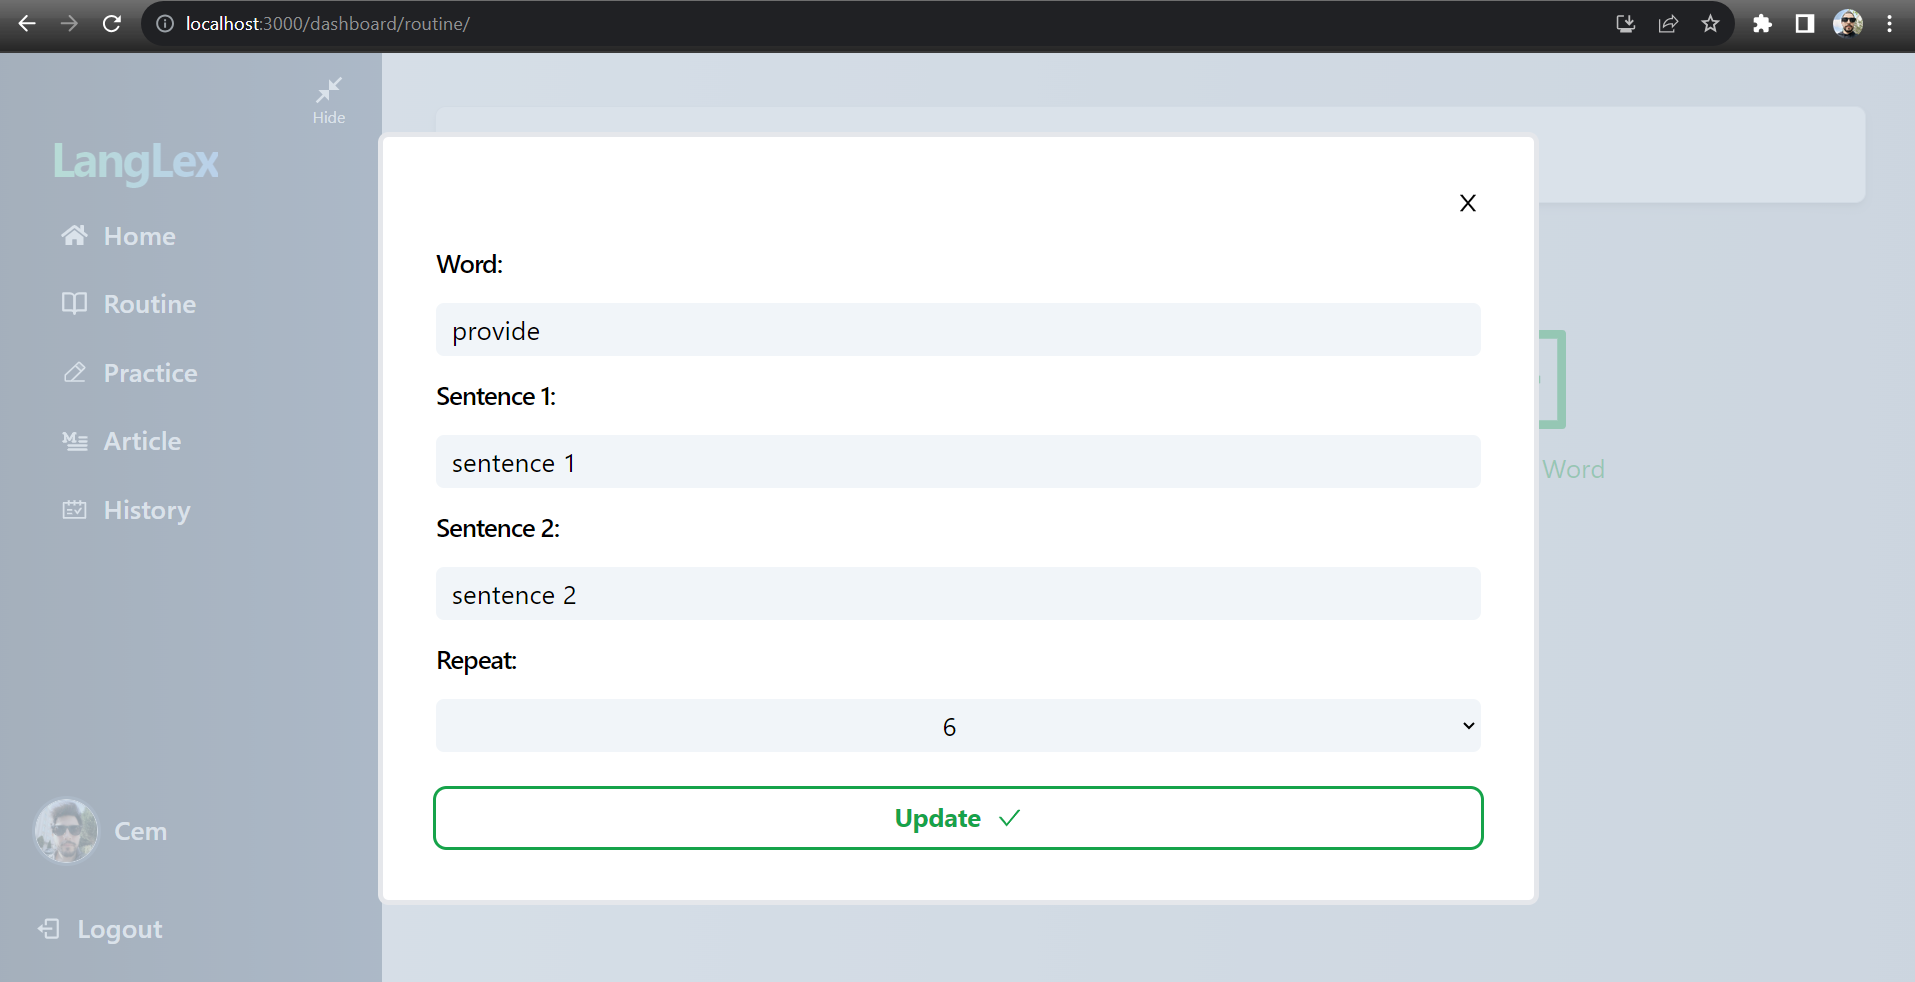 localhost:3000/dashboard/routine/
Hide
LangLex
Home
Routine
Practice
Article
History
Cem
Logout
X
Word:
provide
Sentence 1:
sentence 1
Sentence 2:
sentence 2
Repeat:
6
Update
Word